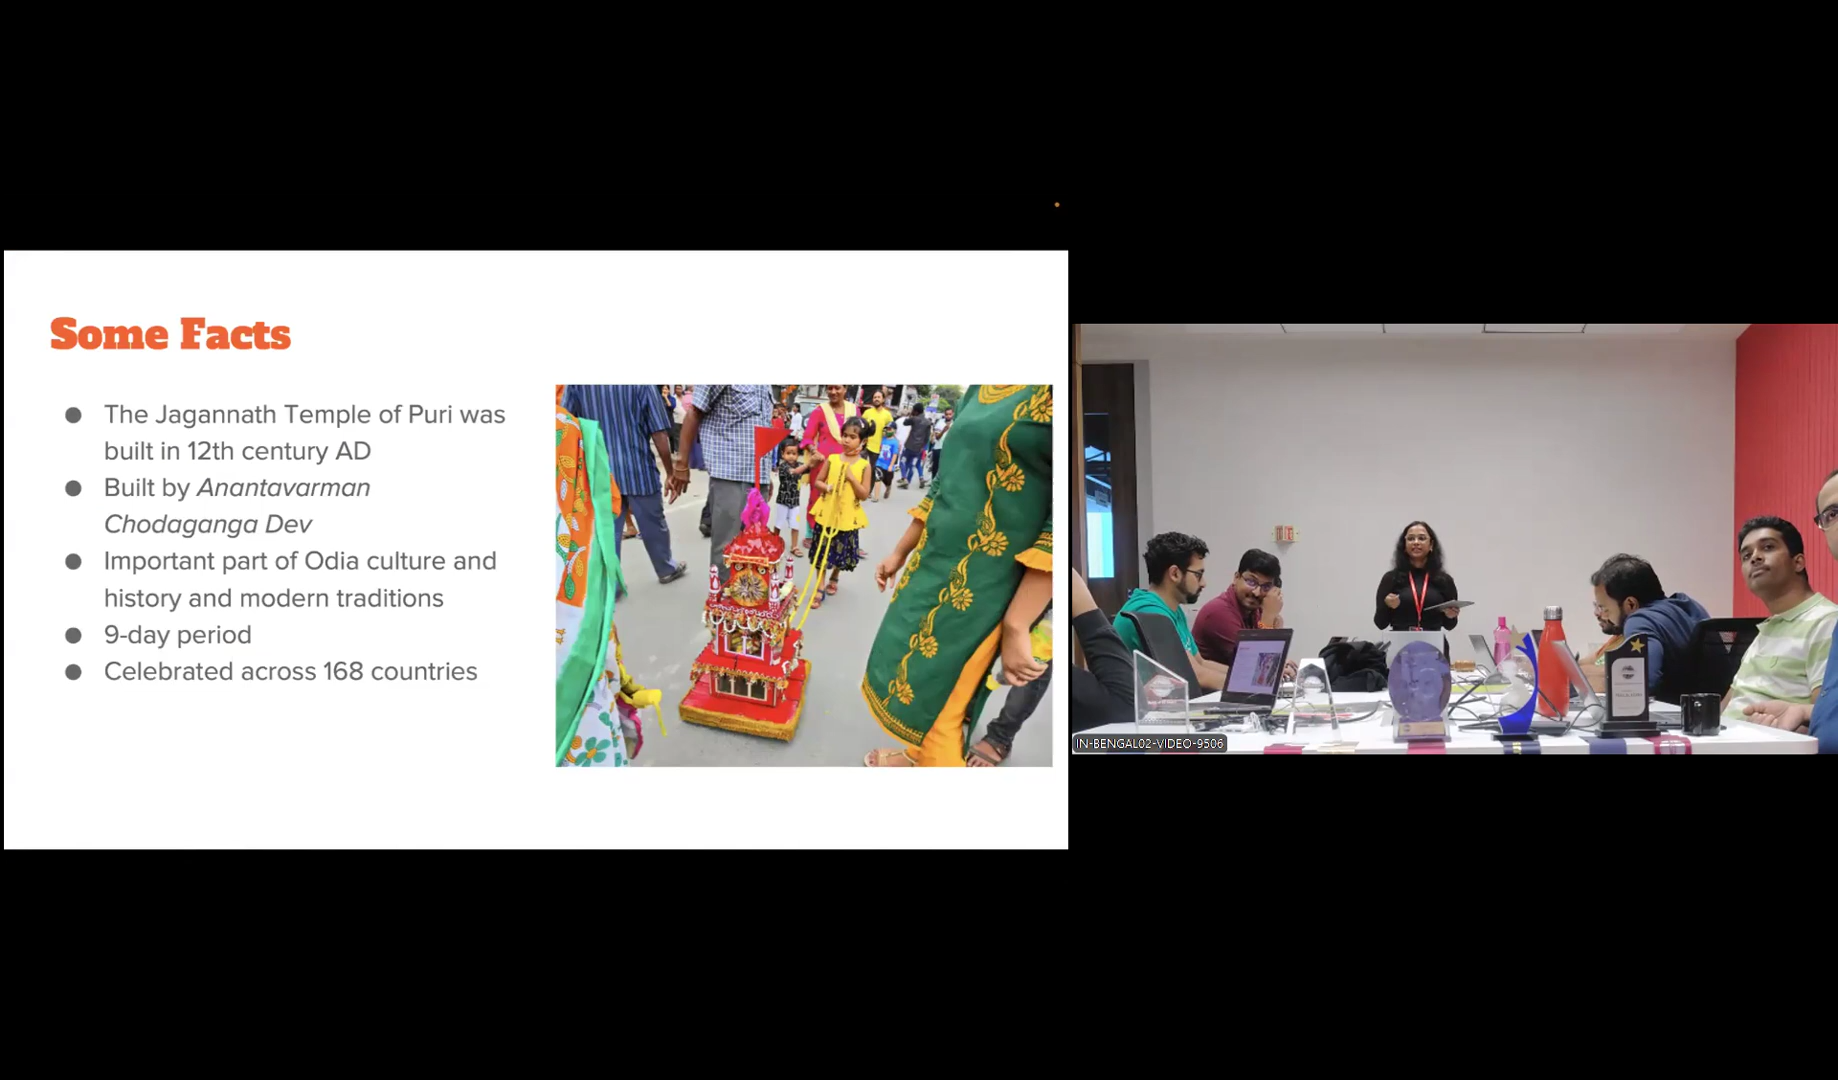 Some Facts
● The Jagannath Temple of Puri was
built in 12th century AD
● Built by Anantavarman
Chodaganga Dev
● Important part of Odia culture and
history and modern traditions
● 9-day period
● Celebrated across 168 countries
IN-BENGAL02-VIDEO-9506